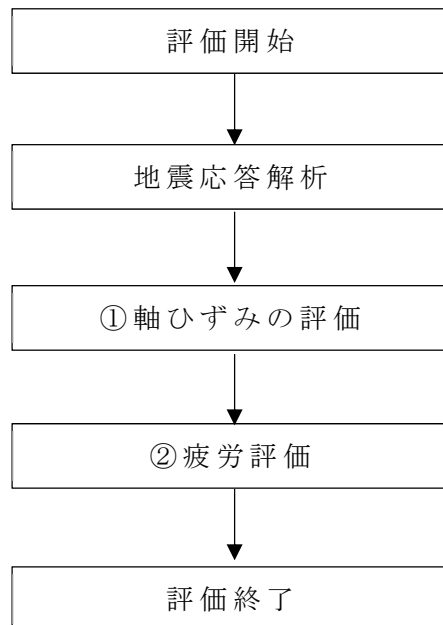 評価開始
地震応答解析
①軸ひずみの評価
②疲労評価
評価終了